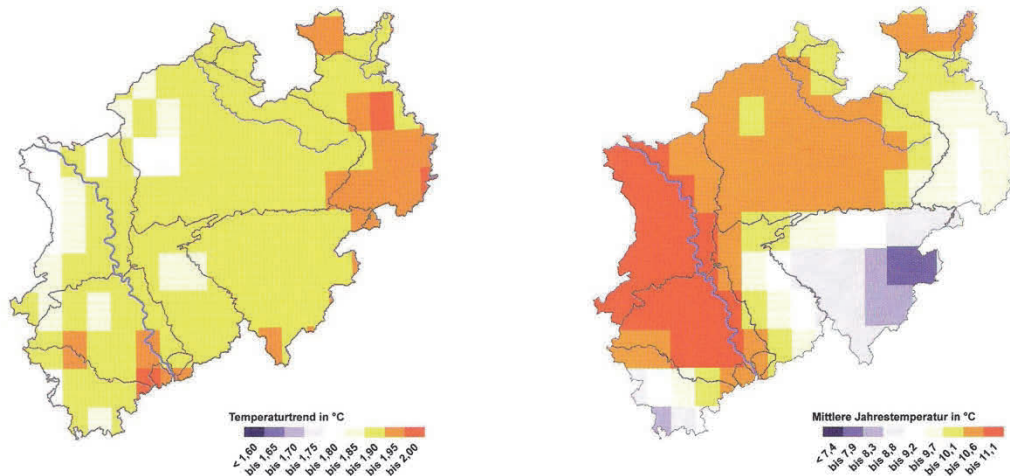 Temperaturtrend in °C
< 1,60
bis 1,65
bis 1,70
bis 1,75
bis 1,80
bis 1,85
bis 1,90
bis 1,95
bis 2,00
Mittlere Jahrestemperatur in °C
< 7,4
bis 7,9
bis 8,3
bis 8,8
bis 9,2
bis 9,7
bis 10,1
bis 10,6
bis 11,1